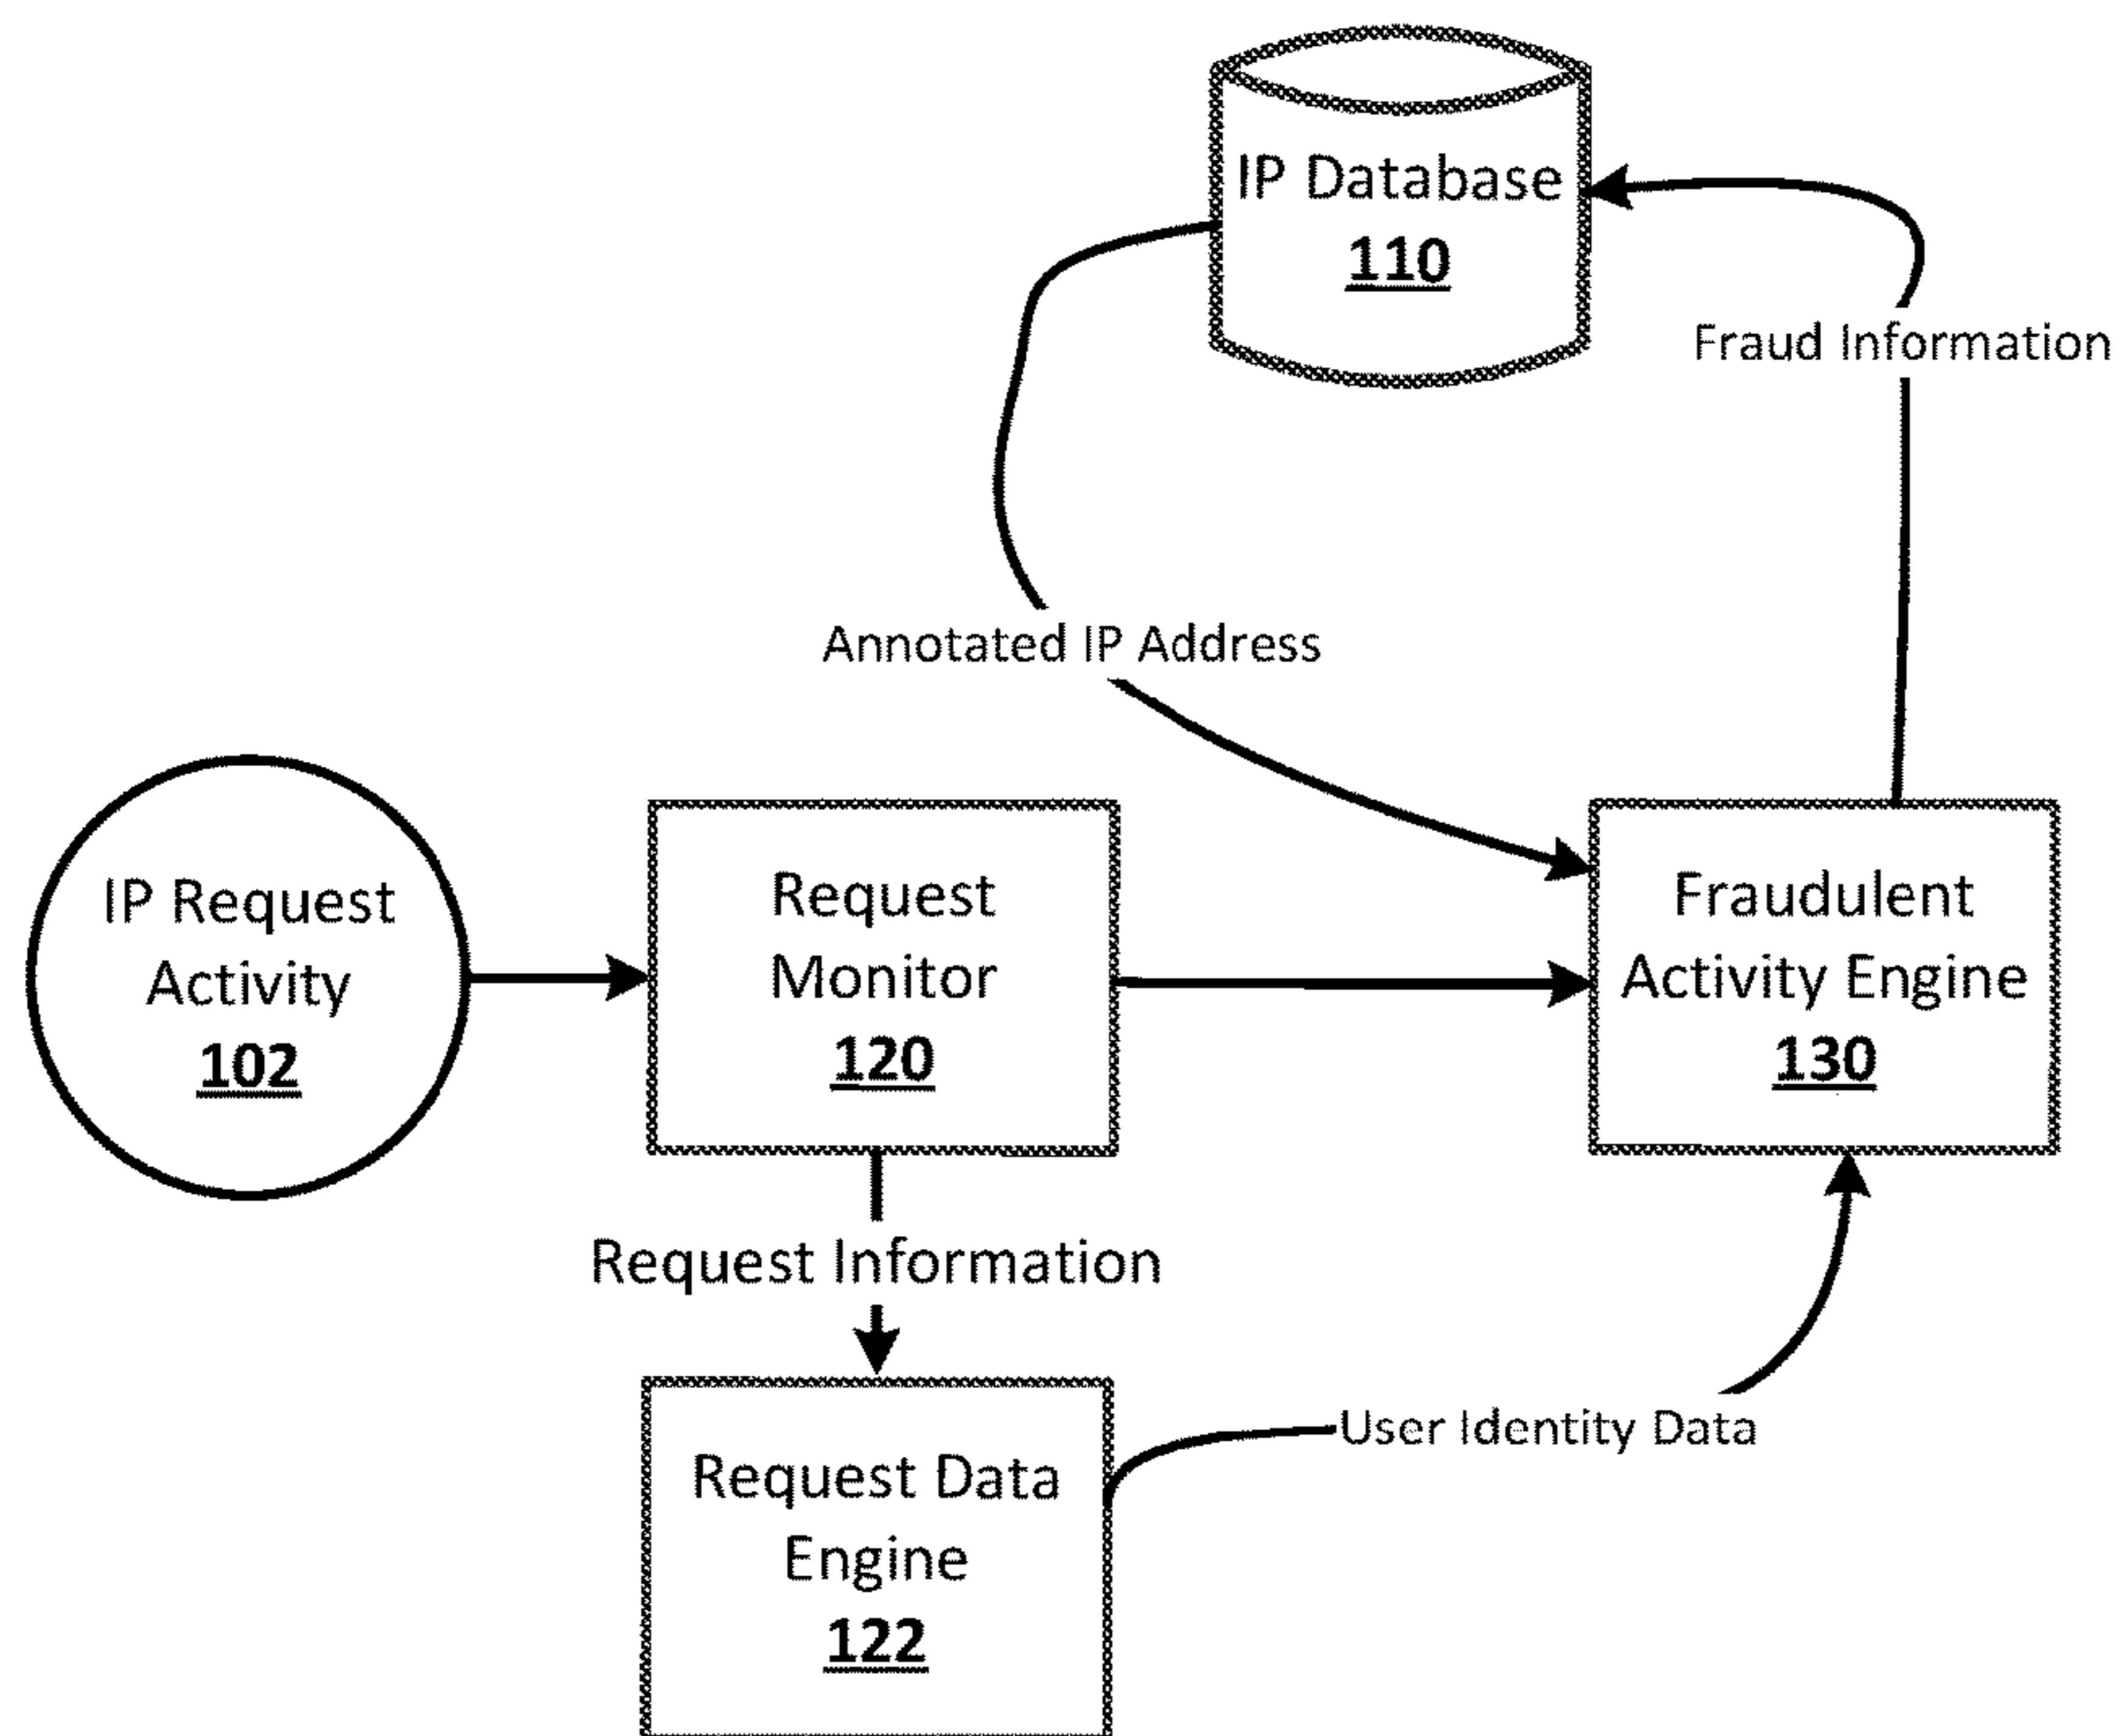 IP Database
110
Fraud Information
Annotated IP Address
IP Request
Activity
102
Request
Monitor
120
Fraudulent
Activity Engine
130
Request Information
User Identity Data
Request Data
Engine
122